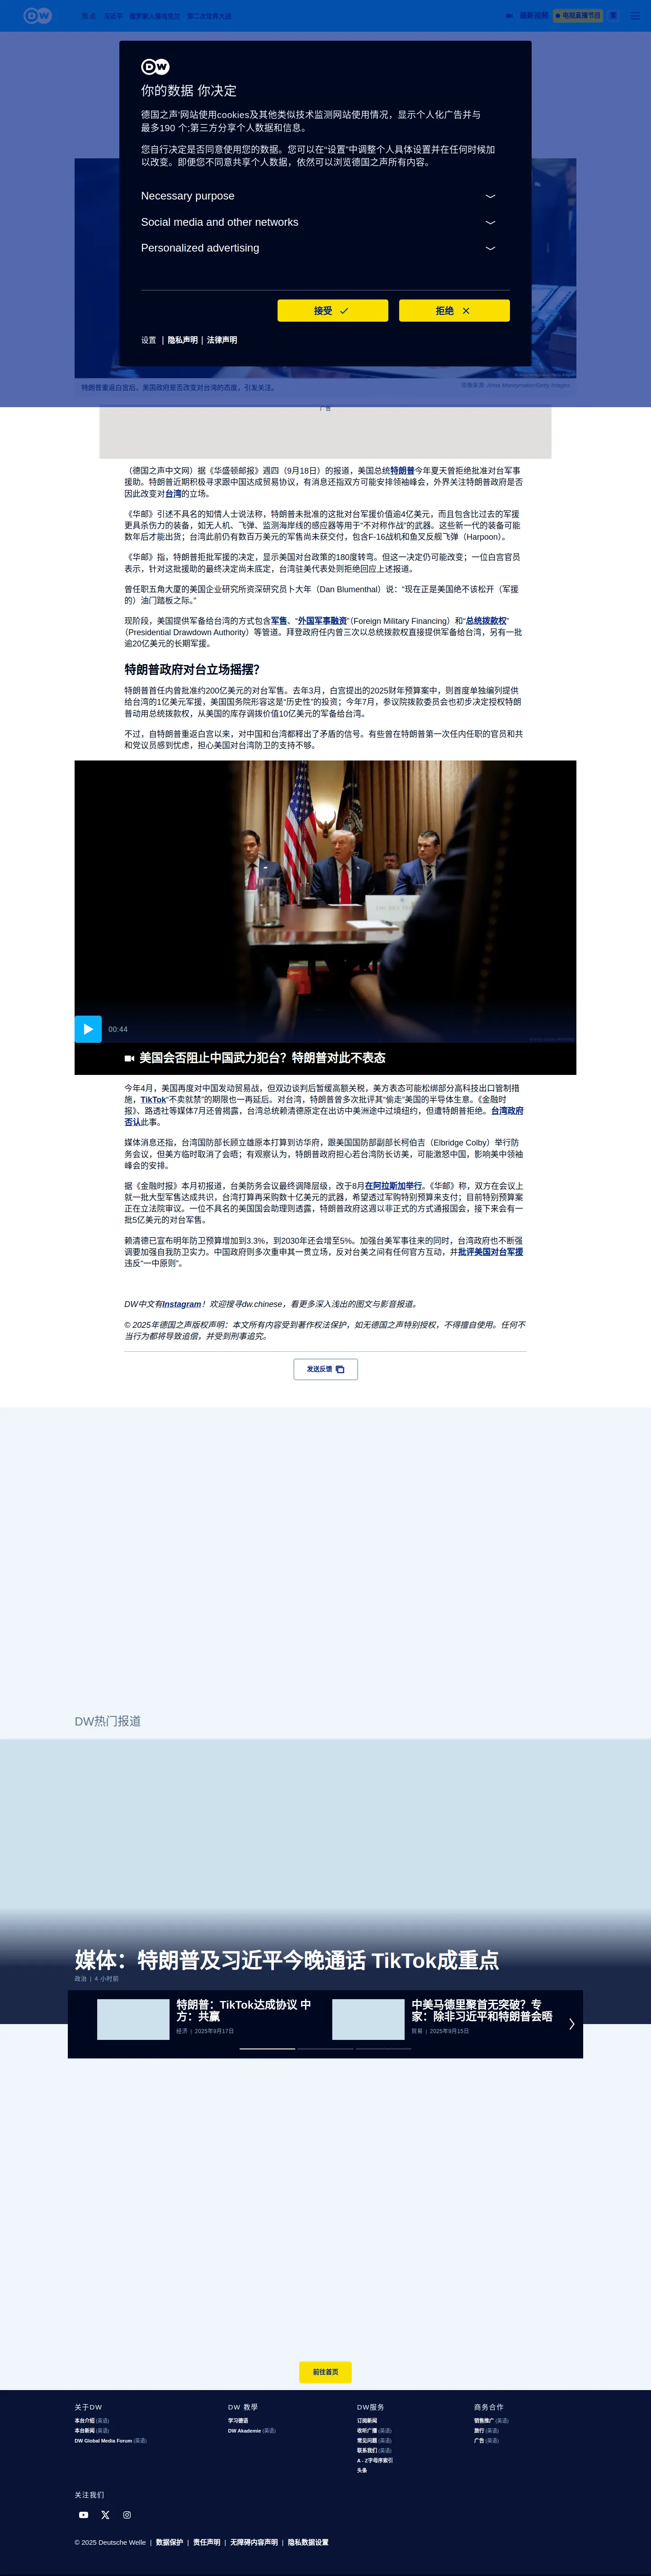 DW
热点 习近平 俄罗斯入侵乌克兰 第二次世界大战
最新视频 电视直播节目 繁
DW
你的数据 你决定
德国之声'网站使用cookies及其他类似技术监测网站使用情况，显示个人化广告并与
最多190 个;第三方分享个人数据和信息。
您自行决定是否同意使用您的数据。您可以在“设置”中调整个人具体设置并在任何时候加
以改变。即便您不同意共享个人数据，依然可以浏览德国之声所有内容。
Necessary purpose
Social media and other networks
Personalized advertising
接受
拒绝
设置 | 隐私声明 | 法律声明
特朗普重返白宫后，美国政府是否改变对台湾的态度，引发关注。
图像来源: Anna Moneymaker/Getty Images
广告
（德国之声中文网）据《华盛顿邮报》週四（9月18日）的报道，美国总统特朗普今年夏天曾拒绝批准对台军事
援助。特朗普近期积极寻求跟中国达成贸易协议，有消息还指双方可能安排领袖峰会，外界关注特朗普政府是否
因此改变对台湾的立场。
《华邮》引述不具名的知情人士说法称，特朗普未批准的这批对台军援价值逾4亿美元，而且包含比过去的军援
更具杀伤力的装备，如无人机、飞弹、监测海岸线的感应器等用于“不对称作战”的武器。这些新一代的装备可能
数年后才能出货；台湾此前仍有数百万美元的军售尚未获交付，包含F-16战机和鱼叉反舰飞弹（Harpoon）。
《华邮》指，特朗普拒批军援的决定，显示美国对台政策的180度转弯。但这一决定仍可能改变；一位白宫官员
表示，针对这批援助的最终决定尚未底定，台湾驻美代表处则拒绝回应上述报道。
曾任职五角大厦的美国企业研究所资深研究员卜大年（Dan Blumenthal）说：“现在正是美国绝不该松开（军援
的）油门踏板之际。”
现阶段，美国提供军备给台湾的方式包含军售、“外国军事融资”（Foreign Military Financing）和“总统拨款权”
（Presidential Drawdown Authority）等管道。拜登政府任内曾三次以总统拨款权直接提供军备给台湾，另有一批
逾20亿美元的长期军援。
特朗普政府对台立场摇摆？
特朗普首任内曾批准约200亿美元的对台军售。去年3月，白宫提出的2025财年预算案中，则首度单独编列提供
给台湾的1亿美元军援，美国国务院形容这是“历史性”的投资；今年7月，参议院拨款委员会也初步决定授权特朗
普动用总统拨款权，从美国的库存调拨价值10亿美元的军备给台湾。
不过，自特朗普重返白宫以来，对中国和台湾都释出了矛盾的信号。有些曾在特朗普第一次任内任职的官员和共
和党议员感到忧虑，担心美国对台湾防卫的支持不够。
00:44
美国会否阻止中国武力犯台？特朗普对此不表态
今年4月，美国再度对中国发动贸易战，但双边谈判后暂缓高额关税，美方表态可能松绑部分高科技出口管制措
施，TikTok“不卖就禁”的期限也一再延后。对台湾，特朗普曾多次批评其“偷走”美国的半导体生意。《金融时
报》、路透社等媒体7月还曾揭露，台湾总统赖清德原定在出访中美洲途中过境纽约，但遭特朗普拒绝。台湾政府
否认此事。
媒体消息还指，台湾国防部长顾立雄原本打算到访华府，跟美国国防部副部长柯伯吉（Elbridge Colby）举行防
务会议，但美方临时取消了会晤；有观察认为，特朗普政府担心若台湾防长访美，可能激怒中国，影响美中领袖
峰会的安排。
据《金融时报》本月初报道，台美防务会议最终调降层级，改于8月在阿拉斯加举行。《华邮》称，双方在会议上
就一批大型军售达成共识，台湾打算再采购数十亿美元的武器，希望透过军购特别预算来支付；目前特别预算案
正在立法院审议。一位不具名的美国国会助理则透露，特朗普政府这週以非正式的方式通报国会，接下来会有一
批5亿美元的对台军售。
赖清德已宣布明年防卫预算增加到3.3%，到2030年还会增至5%。加强台美军事往来的同时，台湾政府也不断强
调要加强自我防卫实力。中国政府则多次重申其一贯立场，反对台美之间有任何官方互动，并批评美国对台军援
违反“一中原则”。
DW中文有Instagram！欢迎搜寻dw.chinese，看更多深入浅出的图文与影音报道。
© 2025年德国之声版权声明：本文所有内容受到著作权法保护，如无德国之声特别授权，不得擅自使用。任何不
当行为都将导致追偿，并受到刑事追究。
发送反馈
DW热门报道
媒体：特朗普及习近平今晚通话 TikTok成重点
政治 | 4 小时前
特朗普：TikTok达成协议 中
方：共赢
经济 | 2025年9月17日
中美马德里聚首无突破？专
家：除非习近平和特朗普会晤
贸易 | 2025年9月15日
前往首页
关于DW
本台介绍 (英语)
本台新闻 (英语)
DW Global Media Forum (英语)
DW 教學
学习德语
DW Akademie (英语)
DW服务
订阅新闻
收听广播 (英语)
常见问题 (英语)
联系我们 (英语)
A - Z字母序索引
头条
商务合作
销售推广 (英语)
旅行 (英语)
广告 (英语)
关注我们
© 2025 Deutsche Welle | 数据保护 | 责任声明 | 无障碍内容声明 | 隐私数据设置